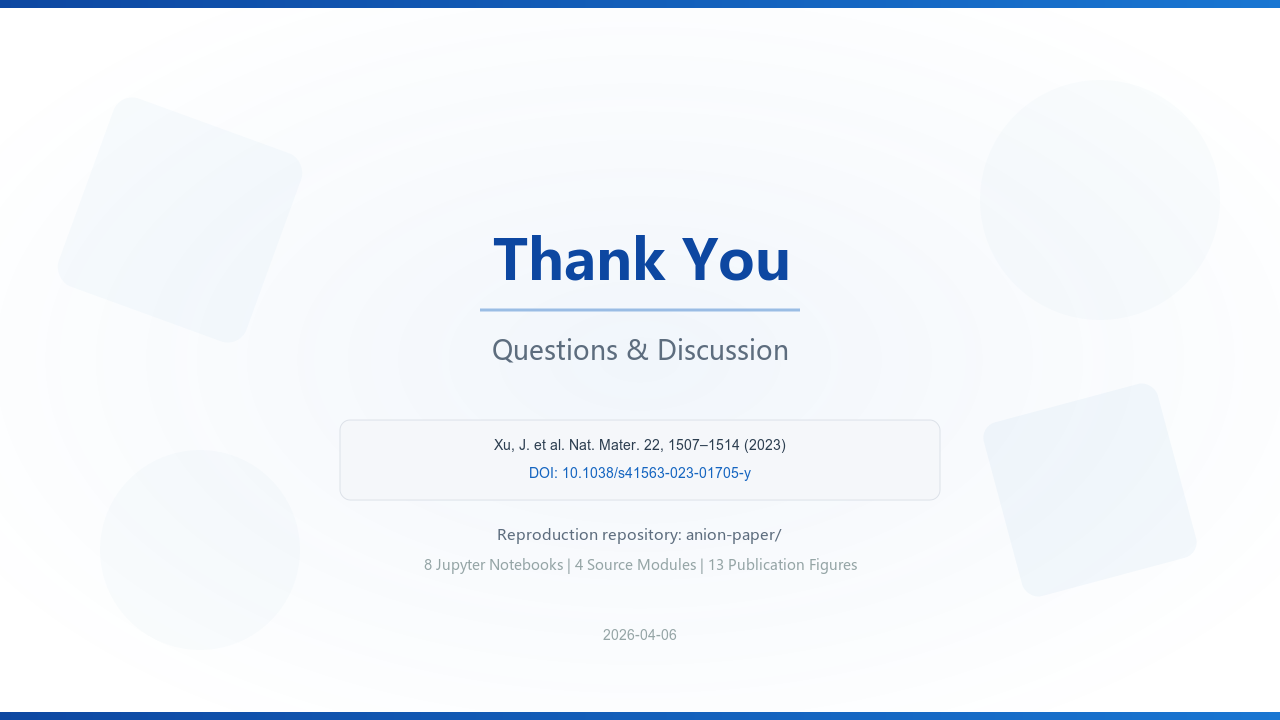 Thank You
Questions & Discussion
Xu, J. et al. Nat. Mater. 22, 1507–1514 (2023)
DOI: 10.1038/s41563-023-01705-y
Reproduction repository: anion-paper/
8 Jupyter Notebooks | 4 Source Modules | 13 Publication Figures
2026-04-06